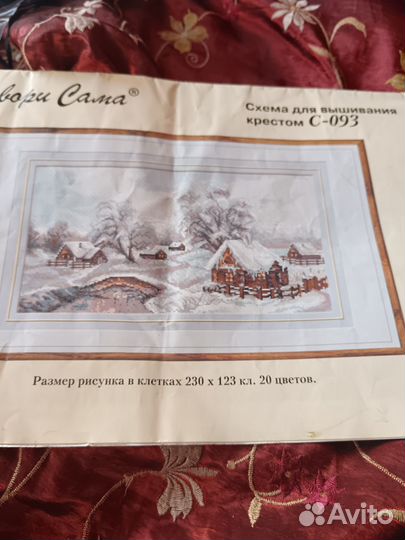 вори Сама®
Схема для вышивания
крестом С-093
Размер рисунка в клетках 230 х 123 кл. 20 цветов.
Avito